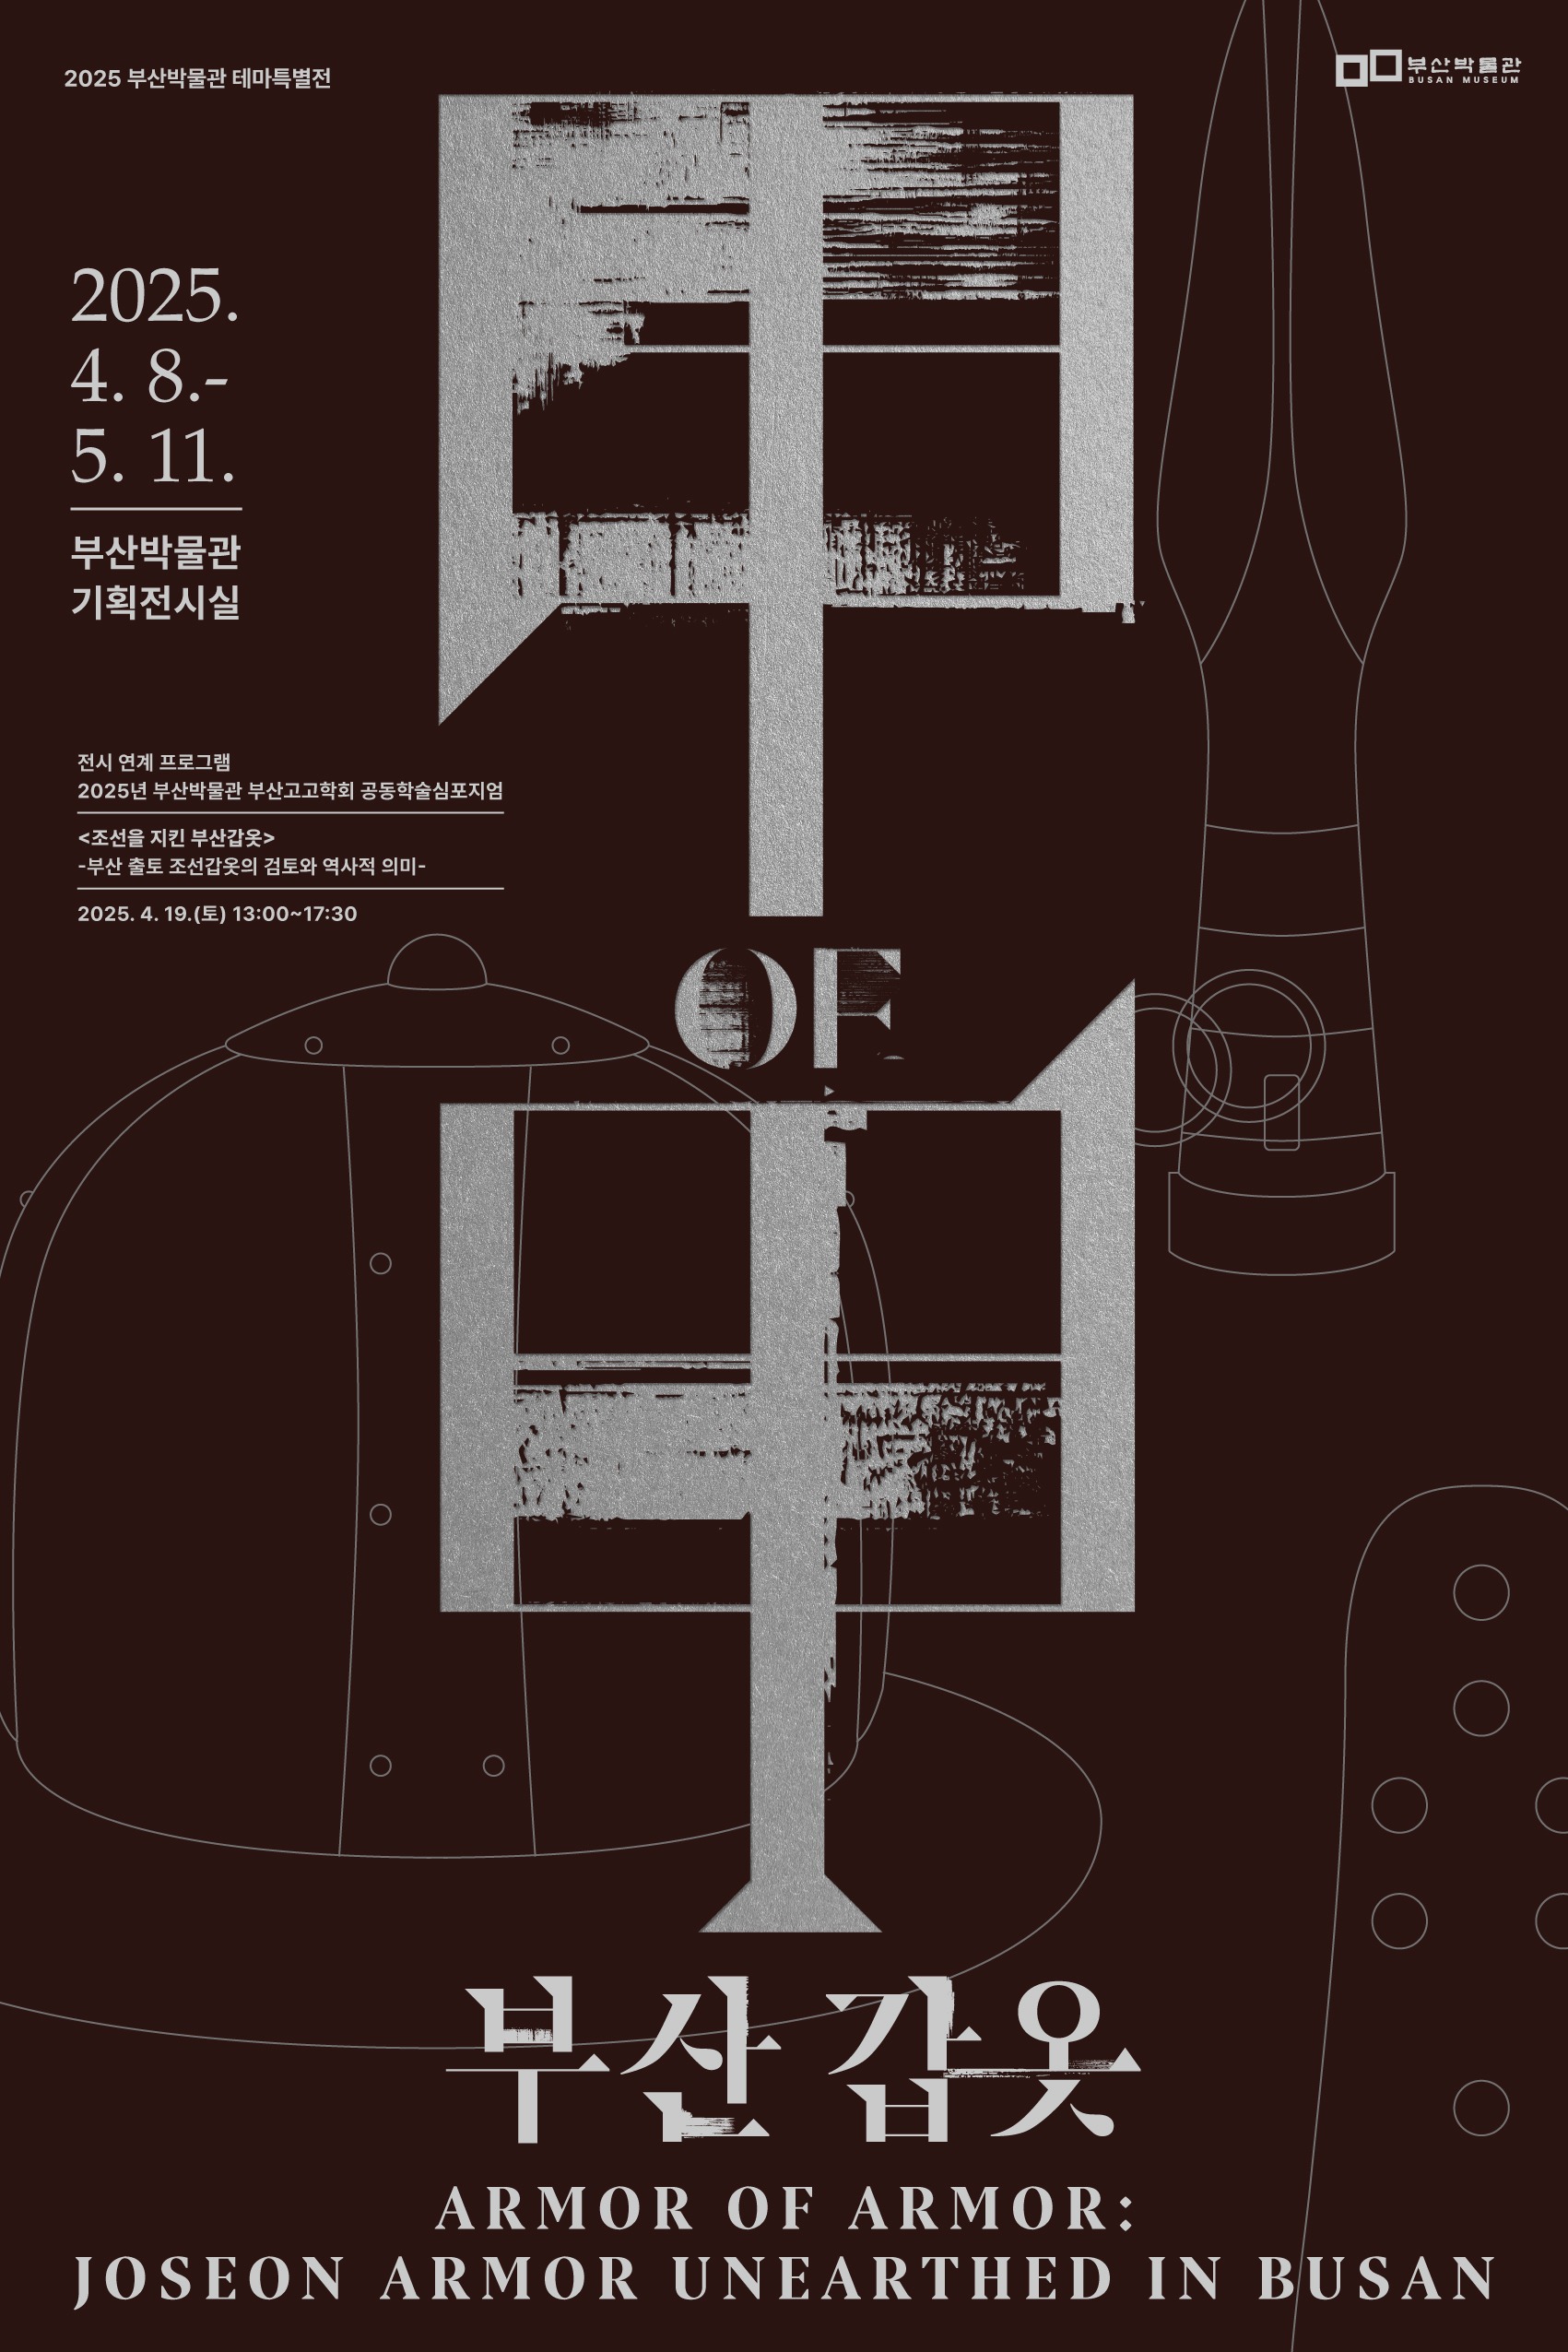 2025 부산박물관 테마특별전
부산박물관
BUSAN MUSEUM
2025.
4. 8.-
5. 11.
부산박물관
기획전시실
전시 연계 프로그램
2025년 부산박물관 부산고고학회 공동학술심포지엄
<조선을 지킨 부산갑옷>
-부산 출토 조선갑옷의 검토와 역사적 의미-
2025. 4. 19.(토) 13:00~17:30
甲
OF
甲
부산 갑옷
ARMOR OF ARMOR:
JOSEON ARMOR UNEARTHED IN BUSAN